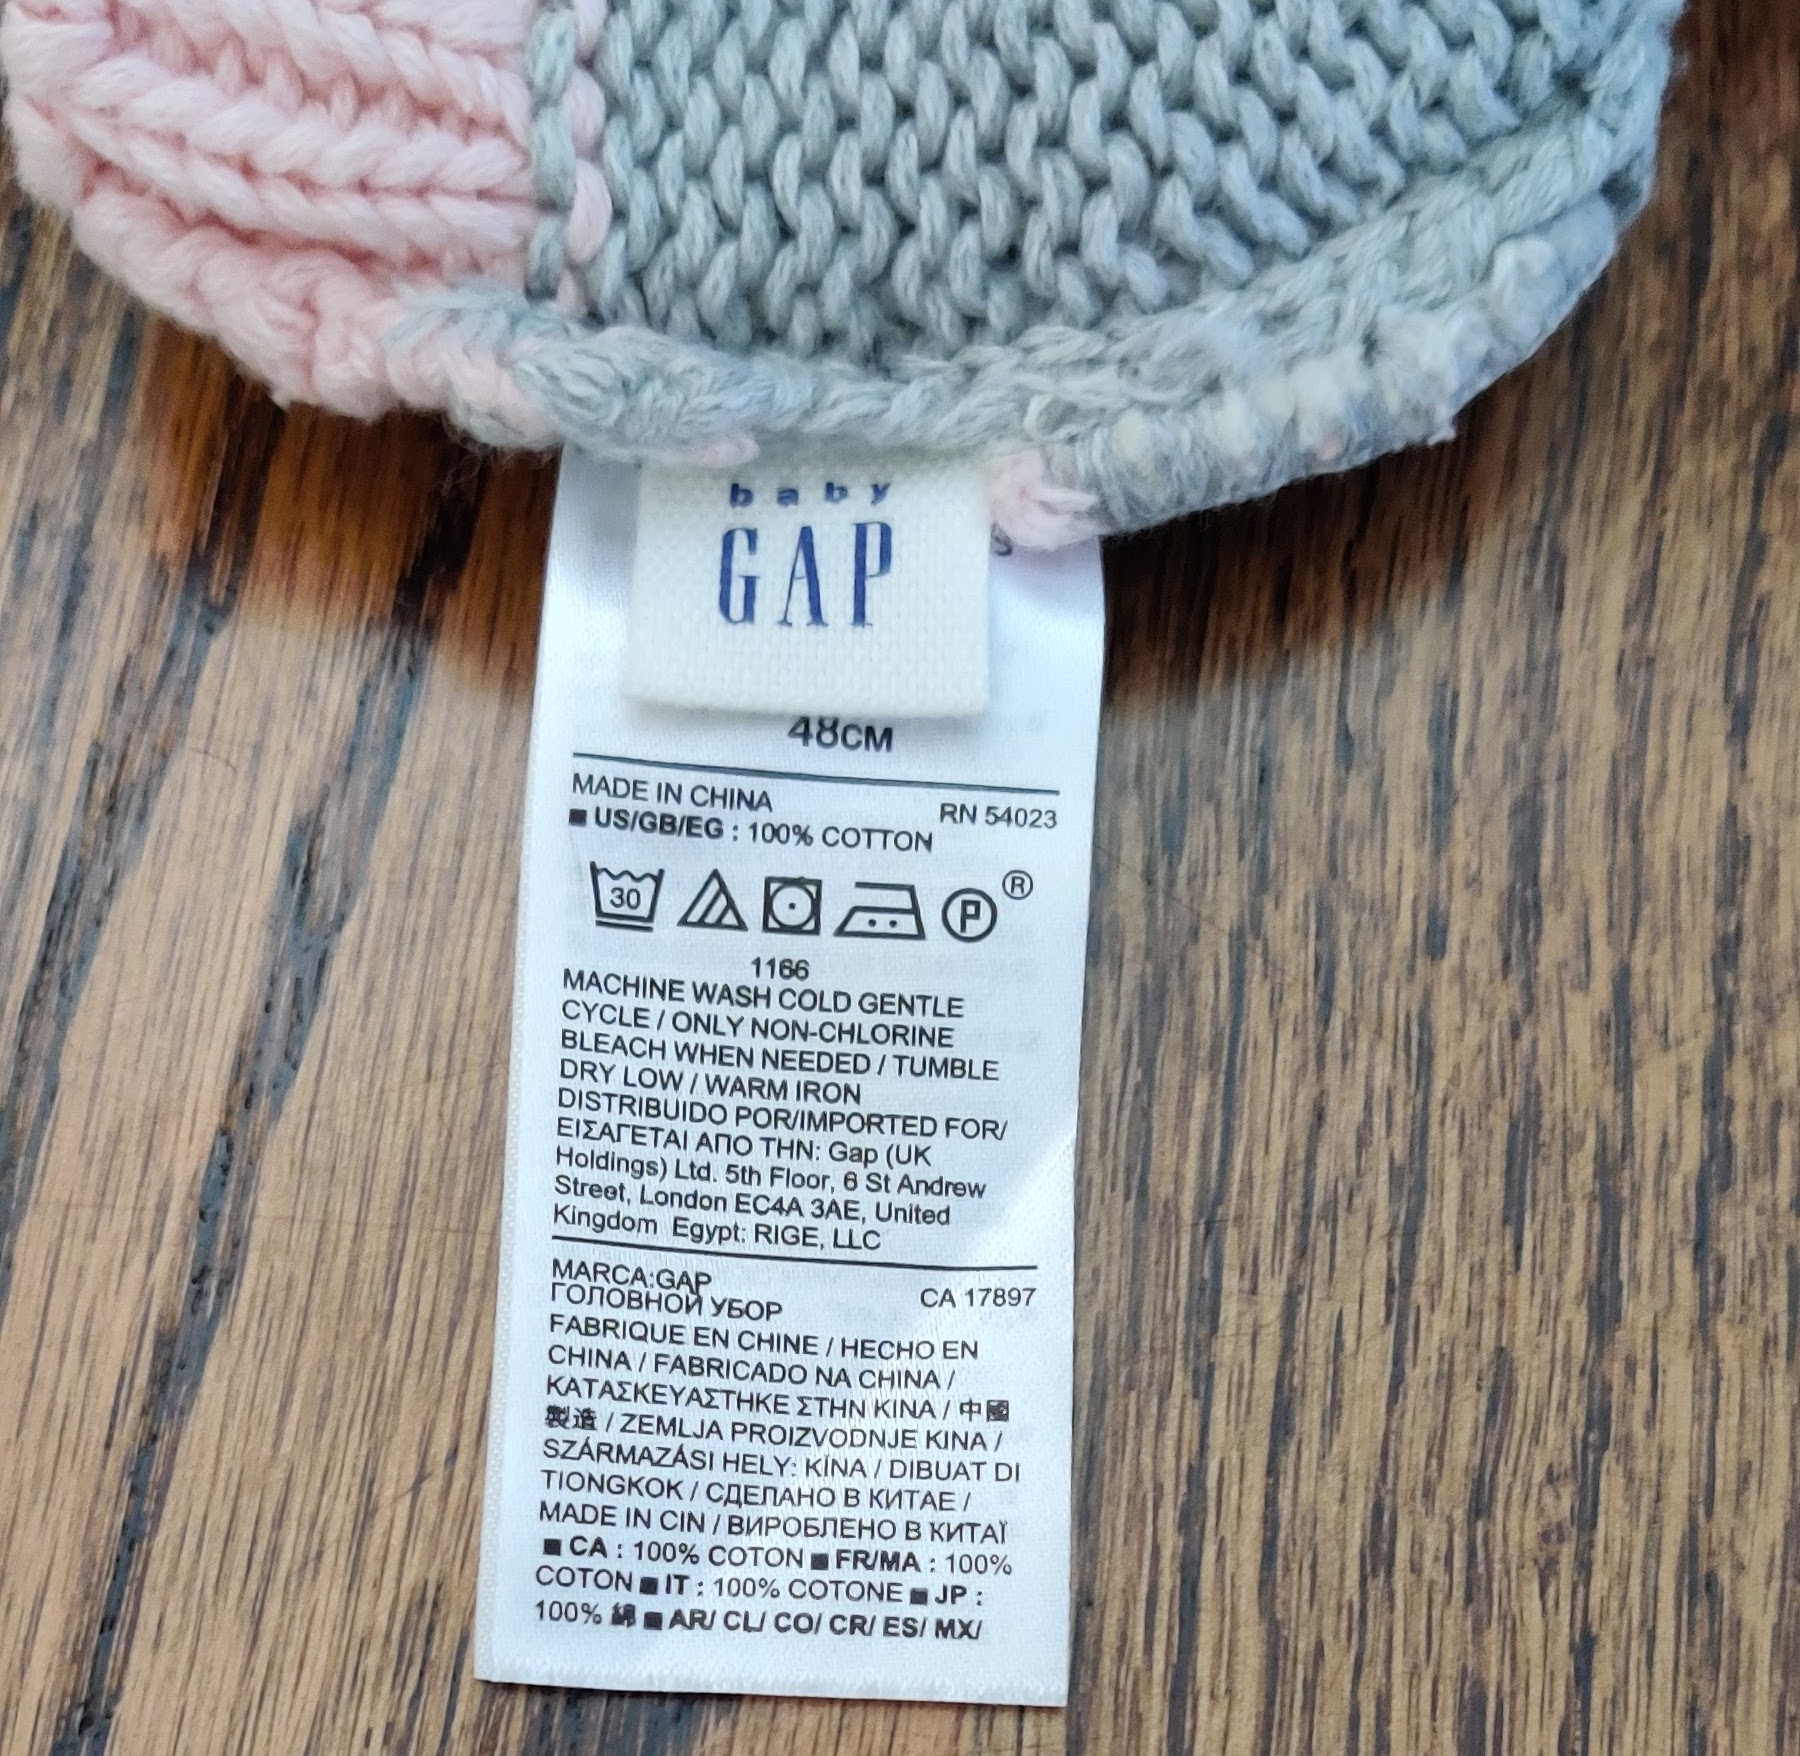 baby
GAP
S
48CM
MADE IN CHINA RN 54023
■ US/GB/EG : 100% COTTON
30 P ®
1166
MACHINE WASH COLD GENTLE
CYCLE / ONLY NON-CHLORINE
BLEACH WHEN NEEDED / TUMBLE
DRY LOW / WARM IRON
DISTRIBUIDO POR/IMPORTED FOR/
ΕΙΣΑΓΕΤΑΙ ΑΠΟ ΤΗΝ: Gap (UK
Holdings) Ltd. 5th Floor, 6 St Andrew
Street, London EC4A 3AE, United
Kingdom Egypt: RIGE, LLC
MARCA:GAP CA 17897
ГОЛОВНОЙ УБОР
FABRIQUE EN CHINE / HECHO EN
CHINA / FABRICADO NA CHINA /
ΚΑΤΑΣΚΕΥΑΣΤΗΚΕ ΣΤΗΝ ΚΙΝΑ / 中國
製造 / ZEMLJA PROIZVODNJE KINA /
SZÁRMAZÁSI HELY: KÍNA / DIBUAT DI
TIONGKOK / СДЕЛАНО В КИТАЕ /
MADE IN CIN / ВИРОБЛЕНО В КИТАЇ
■ CA : 100% COTON ■ FR/MA : 100%
COTON ■ IT : 100% COTONE ■ JP :
100% 綿 ■ AR/ CL/ CO/ CR/ ES/ MX/